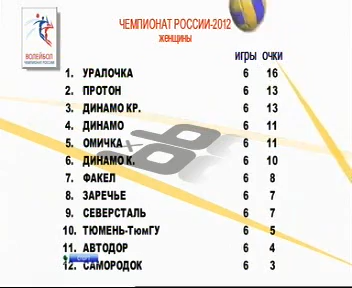 ЧЕМПИОНАТ РОССИИ-2012
женщины
ВОЛЕЙБОЛ
ЧЕМПИОНАТ РОССИИ
игры очки
1. УРАЛОЧКА 6 16
2. ПРОТОН 6 13
3. ДИНАМО КР. 6 13
4. ДИНАМО 6 11
5. ОМИЧКА 6 11
6. ДИНАМО К. 6 10
7. ФАКЕЛ 6 8
8. ЗАРЕЧЬЕ 6 7
9. СЕВЕРСТАЛЬ 6 7
10. ТЮМЕНЬ-ТюмГУ 6 5
11. АВТОДОР 6 4
12. САМОРОДОК 6 3